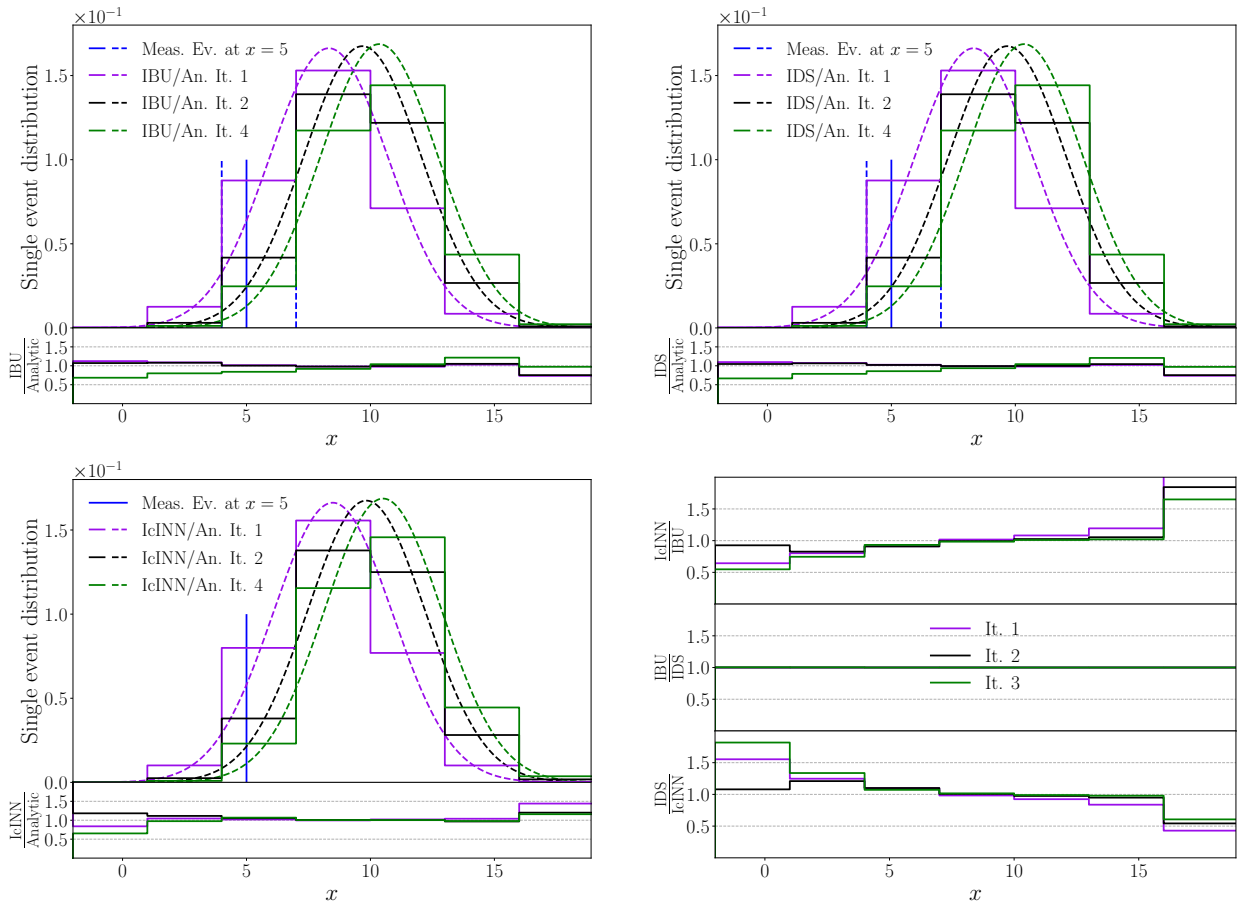 ×10⁻¹
Single event distribution
1.5
1.0
0.5
0.0
Meas. Ev. at x = 5
IBU/An. It. 1
IBU/An. It. 2
IBU/An. It. 4
IBU
Analytic
1.5
1.0
0.5
0
5
10
15
x
×10⁻¹
Single event distribution
1.5
1.0
0.5
0.0
Meas. Ev. at x = 5
IDS/An. It. 1
IDS/An. It. 2
IDS/An. It. 4
IDS
Analytic
1.5
1.0
0.5
0
5
10
15
x
×10⁻¹
Single event distribution
1.5
1.0
0.5
0.0
Meas. Ev. at x = 5
IcINN/An. It. 1
IcINN/An. It. 2
IcINN/An. It. 4
IcINN
Analytic
1.5
1.0
0.5
0
5
10
15
x
IcINN
IBU
1.5
1.0
0.5
IBU
IDS
1.5
1.0
0.5
It. 1
It. 2
It. 3
IDS
IcINN
1.5
1.0
0.5
0
5
10
15
x